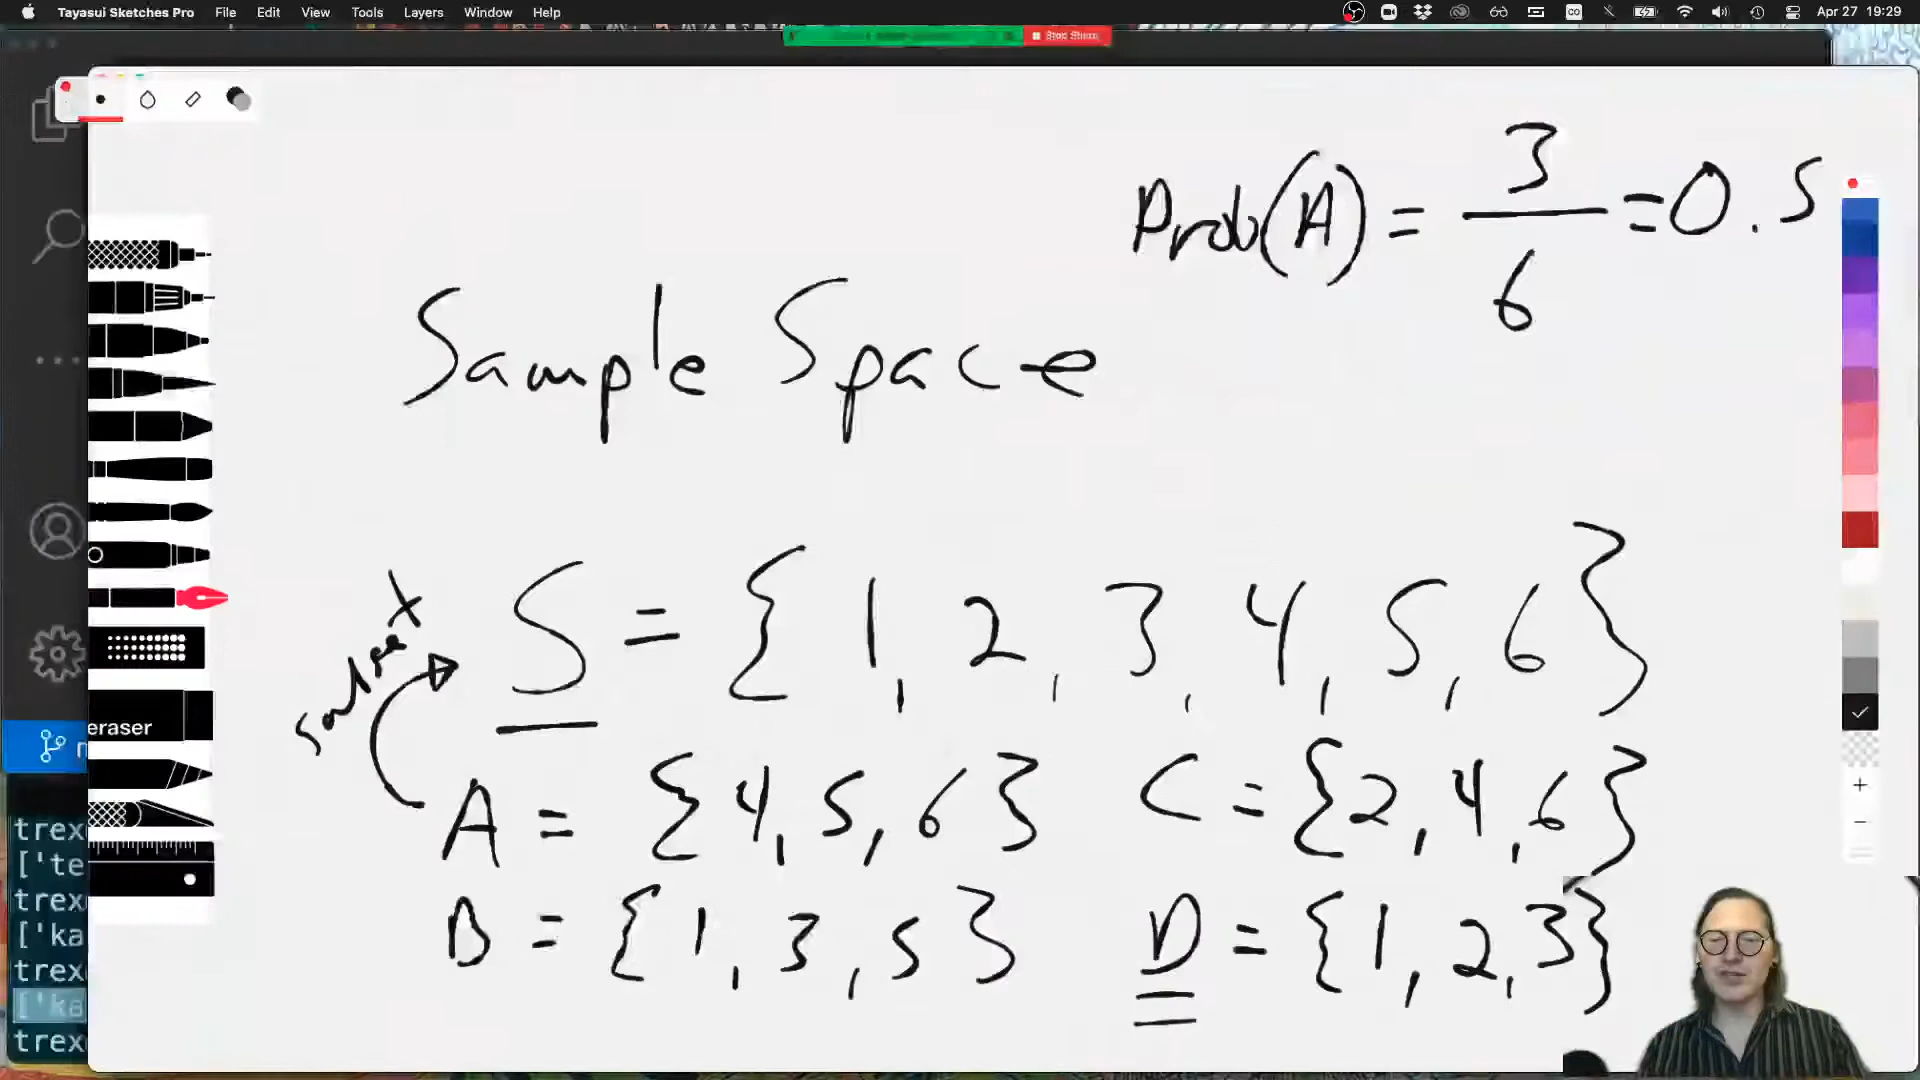 Tayasui Sketches Pro File Edit View Tools Layers Window Help
Apr 27 19:29
Stop Share
Prob(A) = 3/6 = 0.5
Sample Space
subset
S = { 1, 2, 3, 4, 5, 6 }
A = {4, 5, 6} C = {2, 4, 6}
B = {1, 3, 5} D = {1, 2, 3}
eraser
trex
['te
trex
['ka
trex
['ka
trex